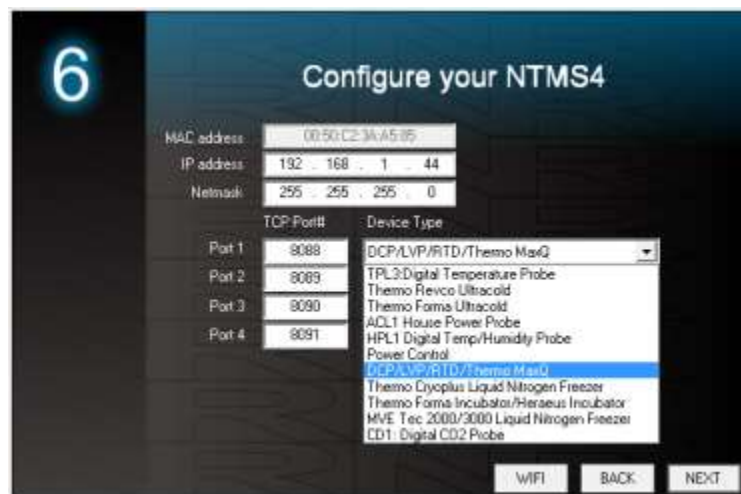 6
Configure your NTMS4
MAC address 00:50:C2:3A:A5:85
IP address 192 . 168 . 1 . 44
Netmask 255 . 255 . 255 . 0
TCP Port# Device Type
Port 1 8088 DCP/LVP/RTD/Thermo MaxQ
Port 2 8089
Port 3 8090
Port 4 8091
TPL3:Digital Temperature Probe
Thermo Revco Ultracold
Thermo Forma Ultracold
ACL1 House Power Probe
HPL1 Digital Temp/Humidity Probe
Power Control
DCP/LVP/RTD/Thermo MaxQ
Thermo Cryoplus Liquid Nitrogen Freezer
Thermo Forma Incubator/Heraeus Incubator
MVE Tec 2000/3000 Liquid Nitrogen Freezer
CD1: Digital CO2 Probe
WIFI BACK NEXT